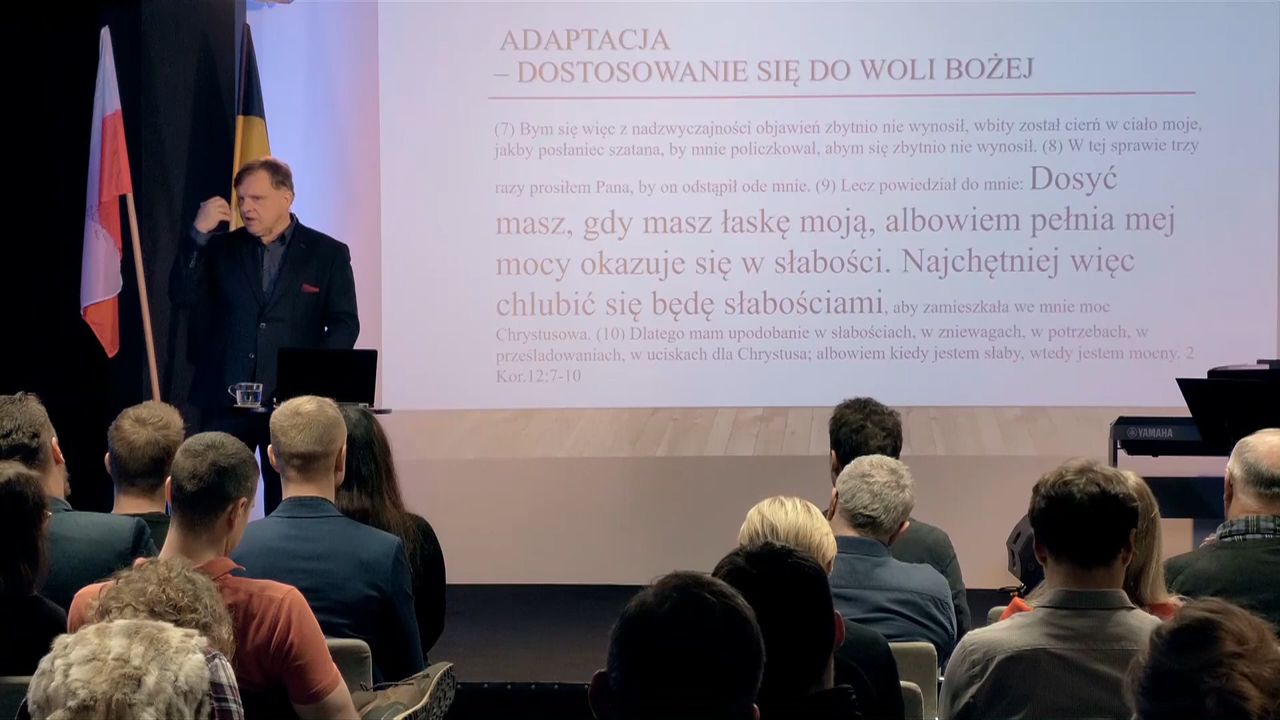 ADAPTACJA
– DOSTOSOWANIE SIĘ DO WOLI BOŻEJ
(7) Bym się więc z nadzwyczajności objawień zbytnio nie wynosił, wbity został cierń w ciało moje,
jakby posłaniec szatana, by mnie policzkował, abym się zbytnio nie wynosił. (8) W tej sprawie trzy
razy prosiłem Pana, by on odstąpił ode mnie. (9) Lecz powiedział do mnie: Dosyć
masz, gdy masz łaskę moją, albowiem pełnia mej
mocy okazuje się w słabości. Najchętniej więc
chlubić się będę słabościami, aby zamieszkała we mnie moc
Chrystusowa. (10) Dlatego mam upodobanie w słabościach, w zniewagach, w potrzebach, w
prześladowaniach, w uciskach dla Chrystusa; albowiem kiedy jestem słaby, wtedy jestem mocny. 2
Kor.12:7-10
YAMAHA